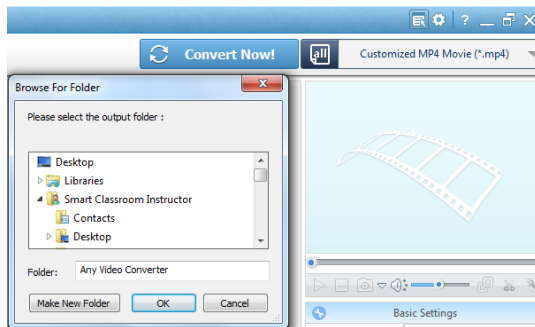 ?
Convert Now!
all
Customized MP4 Movie (*.mp4)
Browse For Folder
Please select the output folder :
Desktop
Libraries
Smart Classroom Instructor
Contacts
Desktop
Folder: Any Video Converter
Make New Folder OK Cancel
Basic Settings